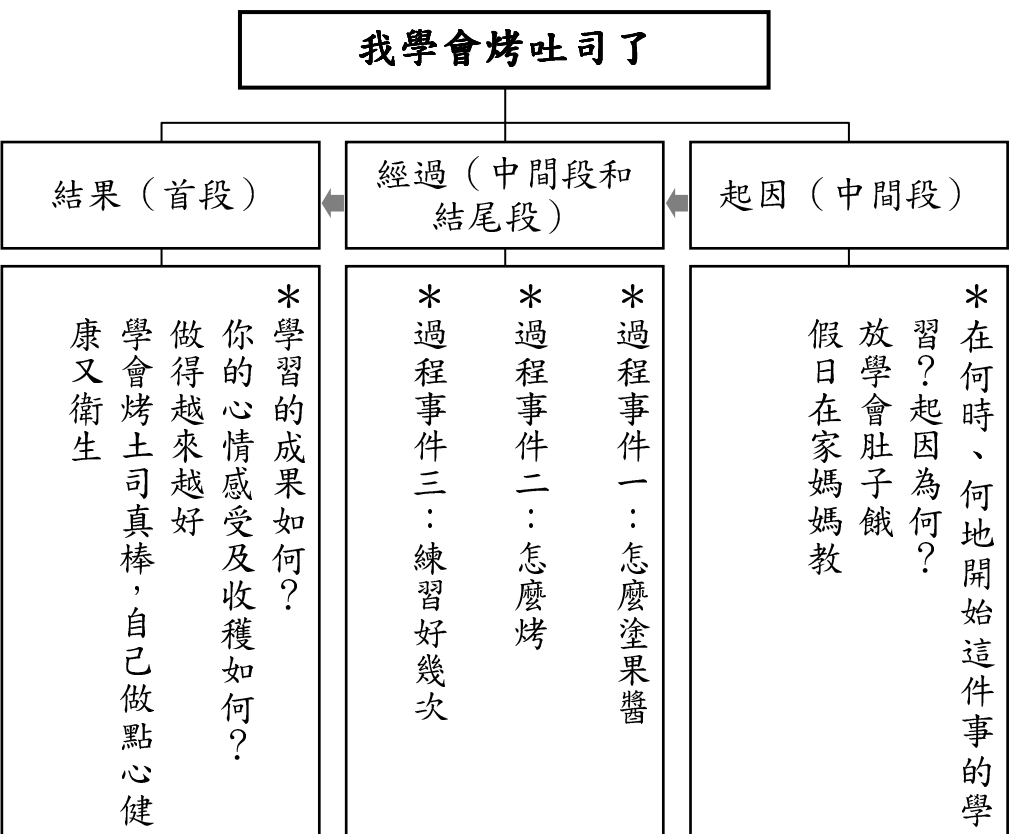 我學會烤吐司了
起因（中間段）
＊在何時、何地開始這件事的學
習？起因為何？
放學會肚子餓
假日在家媽媽教
經過（中間段和
結尾段）
＊過程事件一：怎麼塗果醬
＊過程事件二：怎麼烤
＊過程事件三：練習好幾次
結果（首段）
＊學習的成果如何？
你的心情感受及收穫如何？
做得越來越好
學會烤土司真棒，自己做點心健
康又衛生